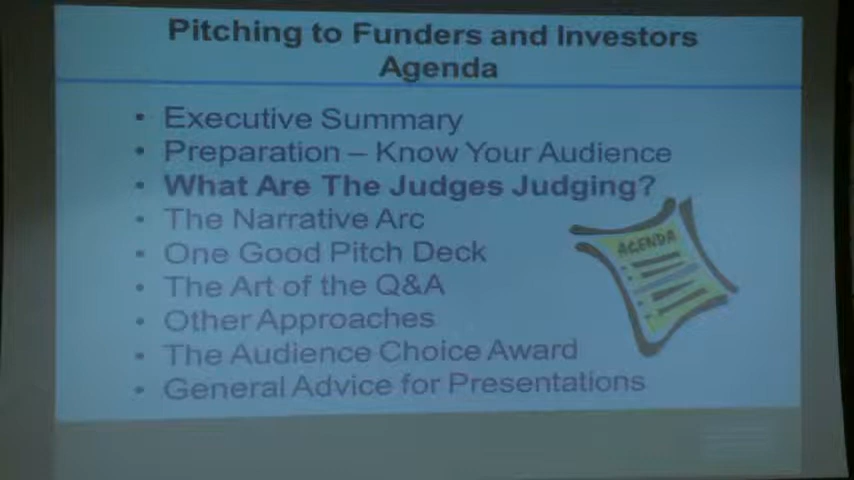 Pitching to Funders and Investors
Agenda
• Executive Summary
• Preparation – Know Your Audience
• What Are The Judges Judging?
• The Narrative Arc
• One Good Pitch Deck
• The Art of the Q&A
• Other Approaches
• The Audience Choice Award
• General Advice for Presentations
AGENDA